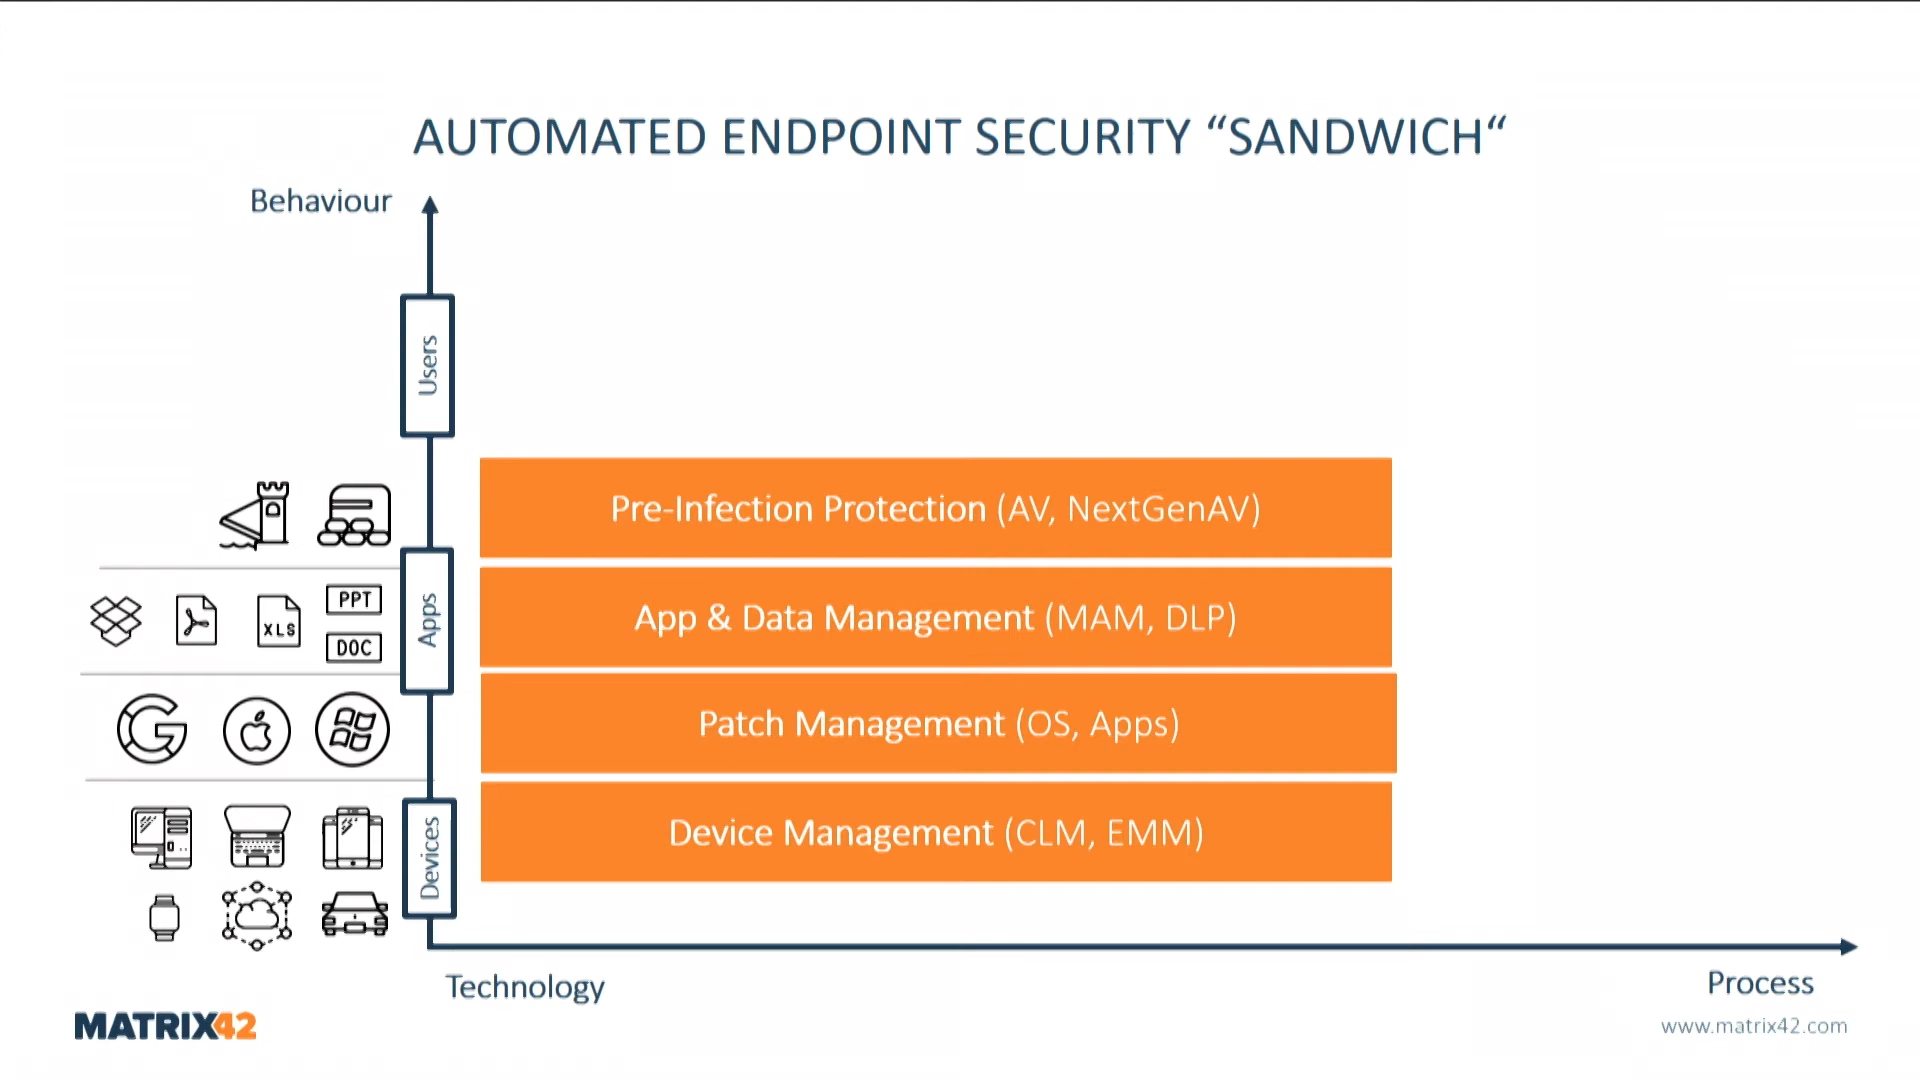 AUTOMATED ENDPOINT SECURITY “SANDWICH“
Behaviour
Users
Pre-Infection Protection (AV, NextGenAV)
Apps
XLS
PPT
DOC
App & Data Management (MAM, DLP)
Patch Management (OS, Apps)
Devices
Device Management (CLM, EMM)
Technology
Process
MATRIX42
www.matrix42.com